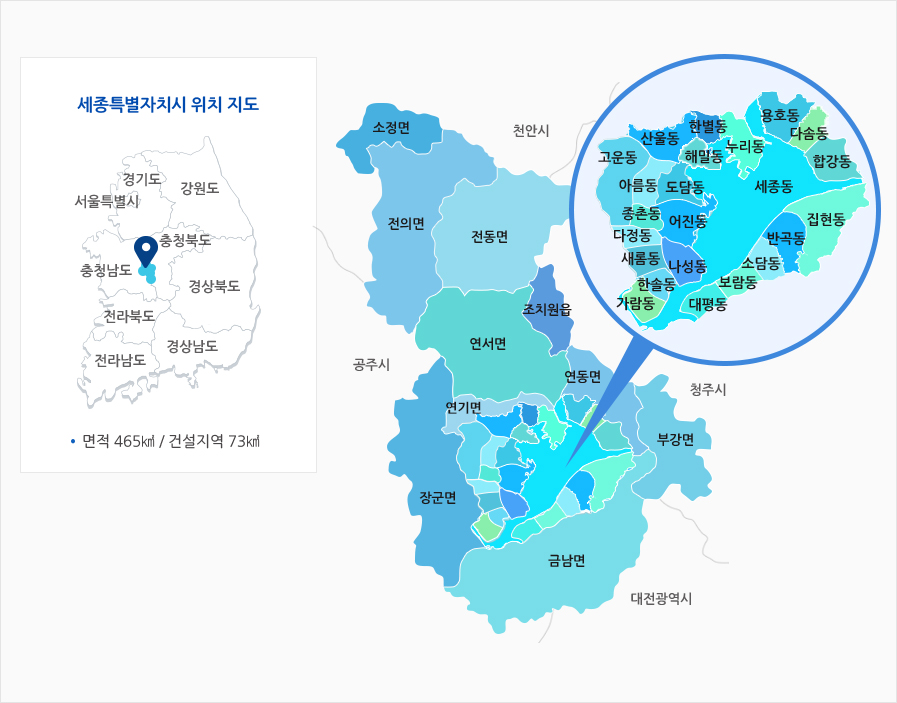 세종특별자치시 위치 지도
경기도
강원도
서울특별시
충청북도
충청남도
경상북도
전라북도
경상남도
전라남도
• 면적 465㎢ / 건설지역 73㎢
소정면
천안시
전의면
전동면
조치원읍
연서면
공주시
연동면
청주시
연기면
부강면
장군면
금남면
대전광역시
용호동
한별동
다솜동
산울동
누리동
해밀동
고운동
합강동
아름동
도담동
세종동
종촌동
어진동
집현동
다정동
반곡동
새롬동
나성동
소담동
한솔동
보람동
가람동
대평동